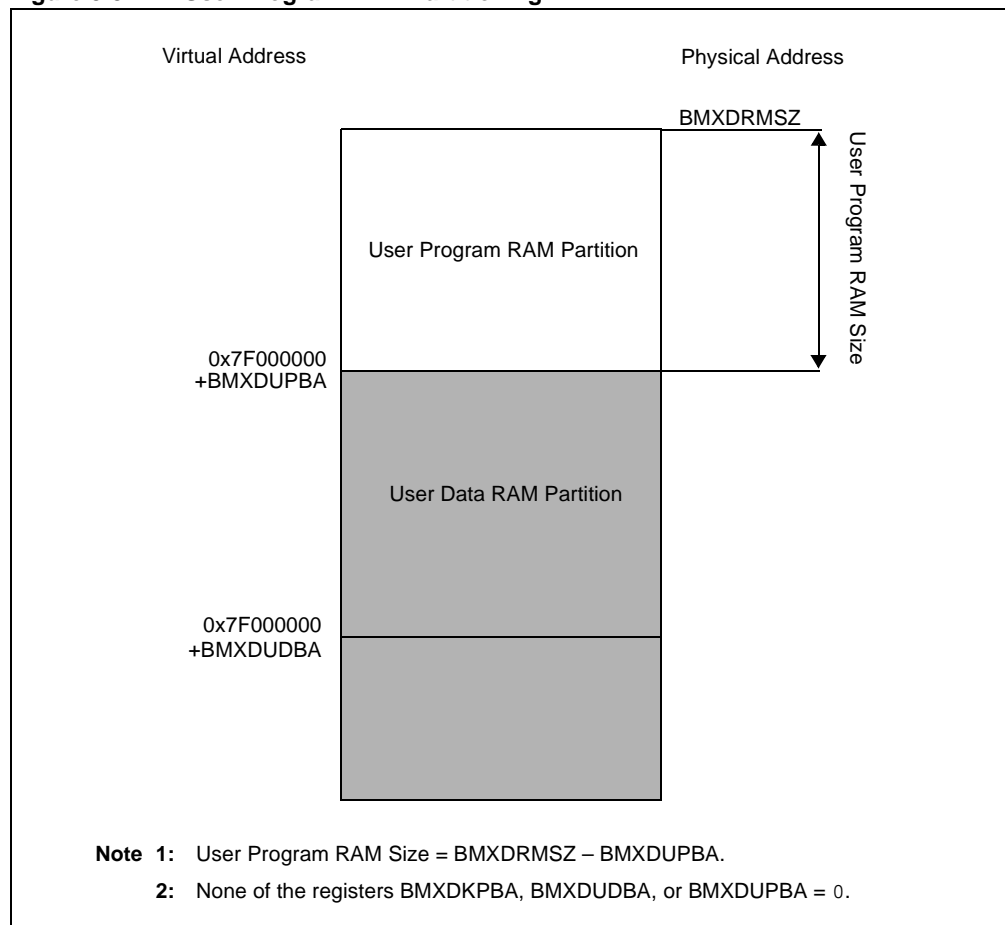 Virtual Address
Physical Address
BMXDRMSZ
User Program RAM Size
User Program RAM Partition
0x7F000000
+BMXDUPBA
User Data RAM Partition
0x7F000000
+BMXDUDBA
Note 1: User Program RAM Size = BMXDRMSZ – BMXDUPBA.
2: None of the registers BMXDKPBA, BMXDUDBA, or BMXDUPBA = 0.